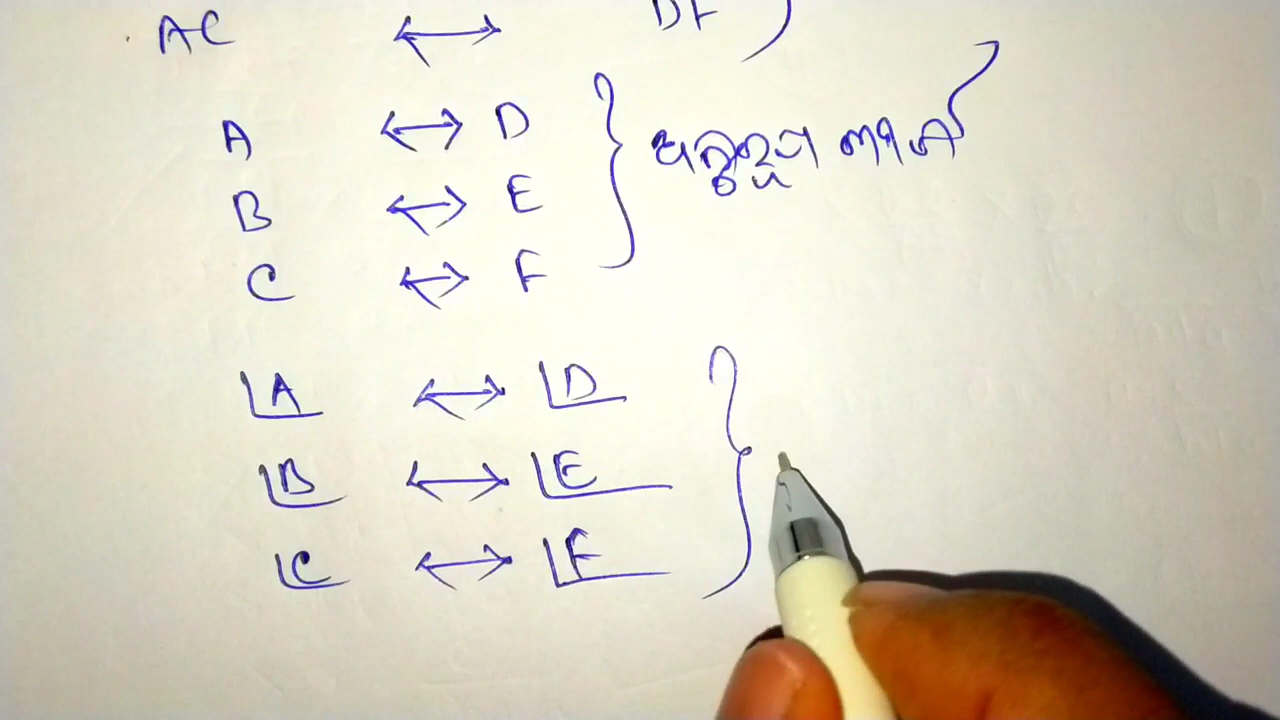 AC ↔ DF
A ↔ D
B ↔ E ଅନୁରୂପ ଶୀର୍ଷ
C ↔ F
∠A ↔ ∠D
∠B ↔ ∠E
∠C ↔ ∠F